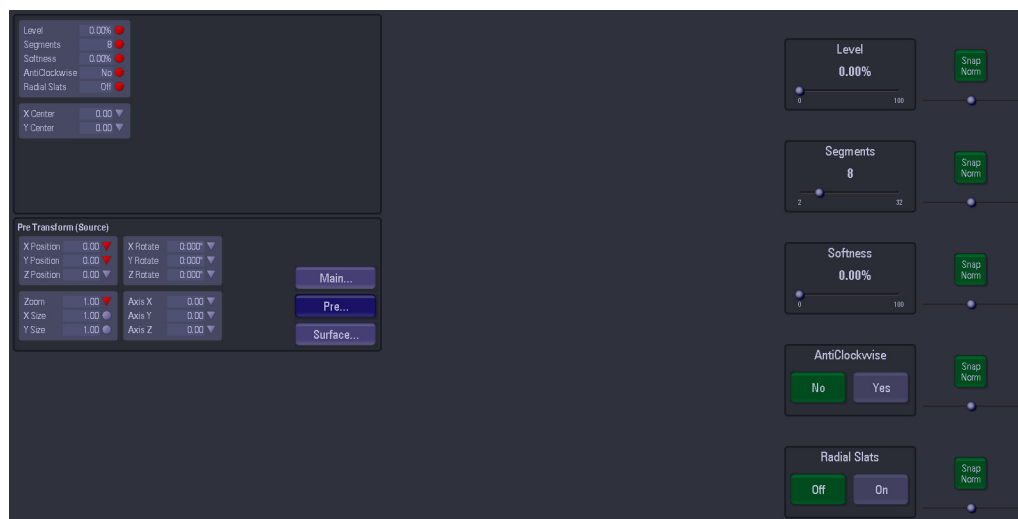 Level 0.00%
Segments 8
Softness 0.00%
AntiClockwise No
Radial Slats Off
X Center 0.00
Y Center 0.00
Pre Transform (Source)
X Position 0.00 X Rotate 0:000°
Y Position 0.00 Y Rotate 0:000°
Z Position 0.00 Z Rotate 0:000°
Zoom 1.00 Axis X 0.00
X Size 1.00 Axis Y 0.00
Y Size 1.00 Axis Z 0.00
Main...
Pre...
Surface...
Level
0.00%
0 100
Snap
Norm
Segments
8
2 32
Snap
Norm
Softness
0.00%
0 100
Snap
Norm
AntiClockwise
No Yes
Snap
Norm
Radial Slats
Off On
Snap
Norm